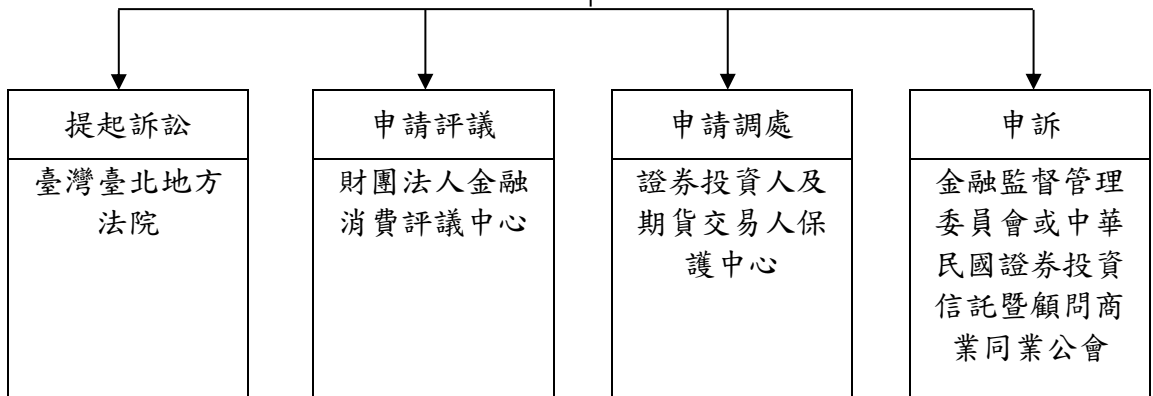 提起訴訟
臺灣臺北地方
法院
申請評議
財團法人金融
消費評議中心
申請調處
證券投資人及
期貨交易人保
護中心
申訴
金融監督管理
委員會或中華
民國證券投資
信託暨顧問商
業同業公會